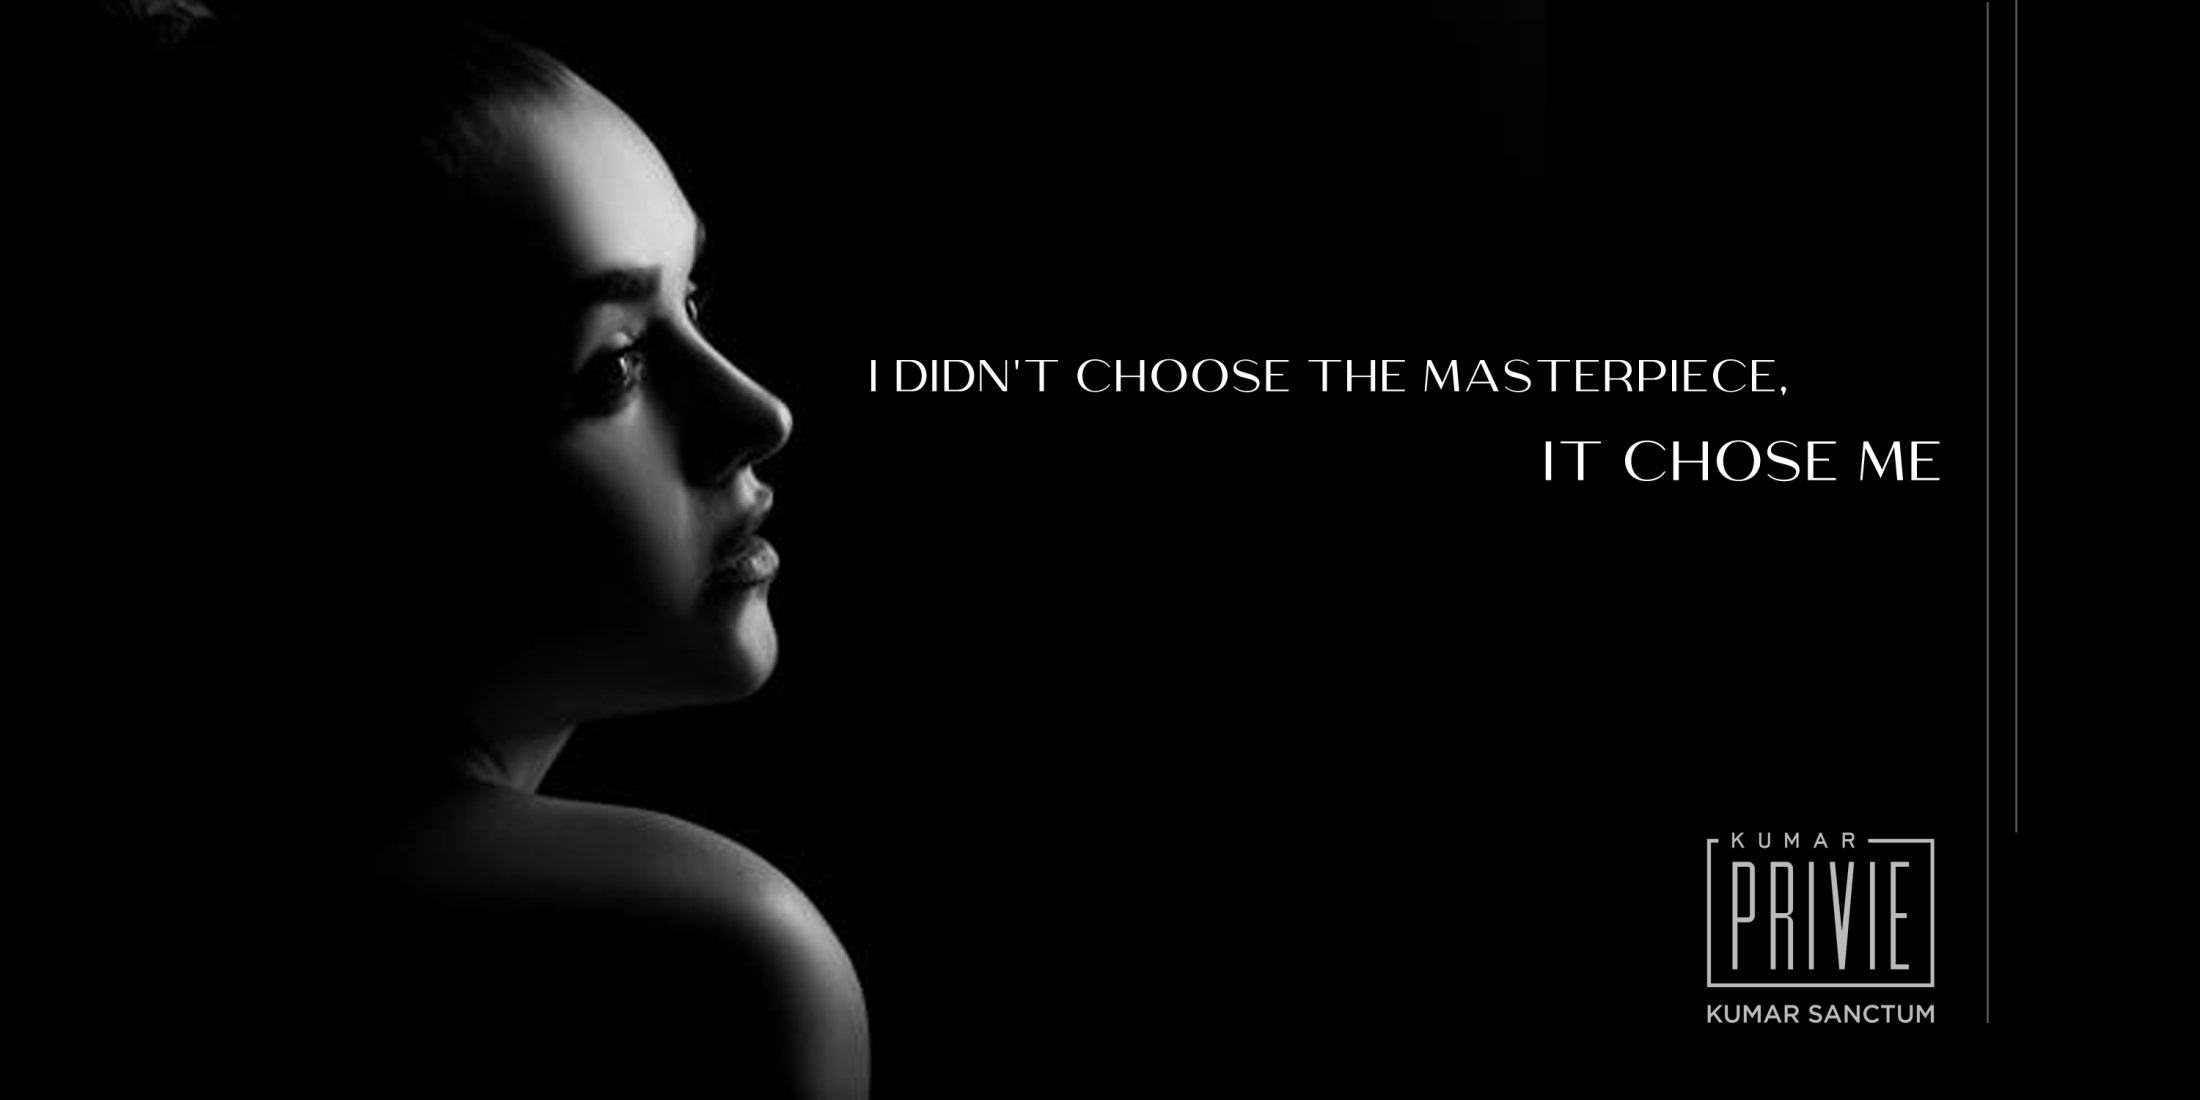 I DIDN'T CHOOSE THE MASTERPIECE,
IT CHOSE ME
KUMAR
PRIVIE
KUMAR SANCTUM